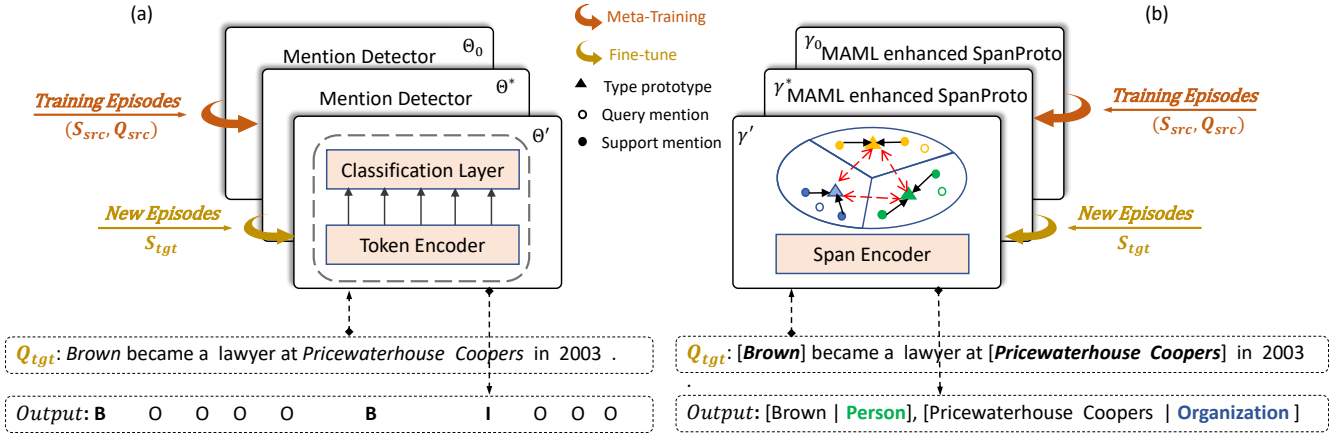 (a)
Mention Detector Θ0
Mention Detector Θ*
Θ′
Classification Layer
Token Encoder
Training Episodes
(Ssrc, Qsrc)
New Episodes
Stgt
Qtgt: Brown became a lawyer at Pricewaterhouse Coopers in 2003 .
Output: B O O O O B I O O O
Meta-Training
Fine-tune
Type prototype
Query mention
Support mention
(b)
γ0 MAML enhanced SpanProto
γ* MAML enhanced SpanProto
γ′
Span Encoder
Training Episodes
(Ssrc, Qsrc)
New Episodes
Stgt
Qtgt: [Brown] became a lawyer at [Pricewaterhouse Coopers] in 2003
.
Output: [Brown | Person], [Pricewaterhouse Coopers | Organization ]